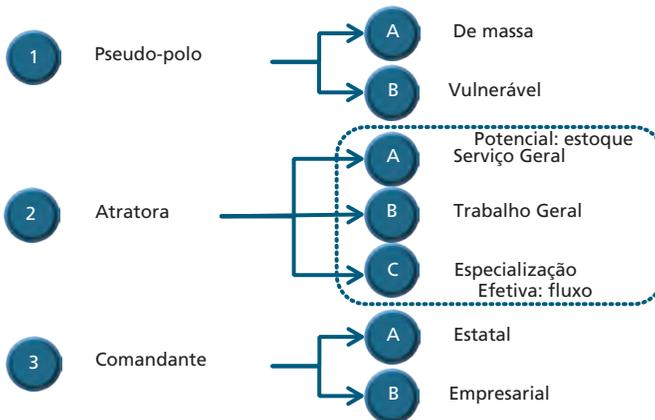 A De massa
1 Pseudo-polo
B Vulnerável
Potencial: estoque
A Serviço Geral
2 Atratora
B Trabalho Geral
C Especialização
Efetiva: fluxo
A Estatal
3 Comandante
B Empresarial